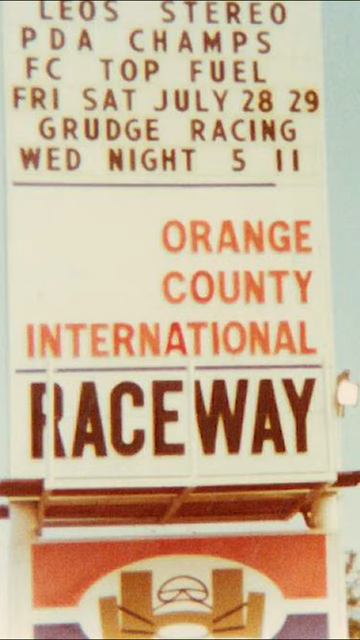 LEOS STEREO
PDA CHAMPS
FC TOP FUEL
FRI SAT JULY 28 29
GRUDGE RACING
WED NIGHT 5 11
ORANGE
COUNTY
INTERNATIONAL
RACEWAY